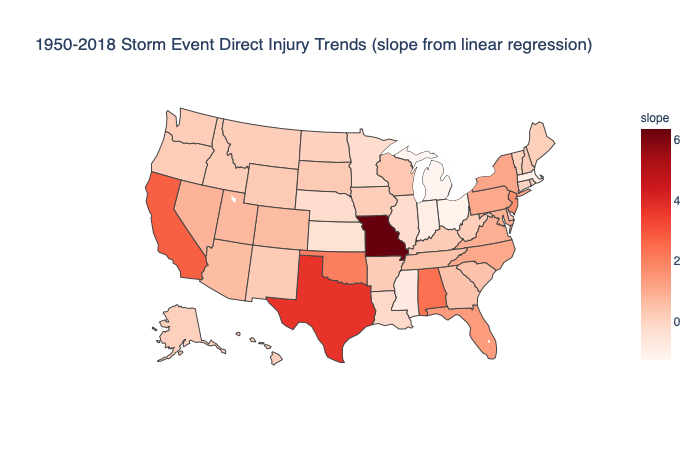 1950-2018 Storm Event Direct Injury Trends (slope from linear regression)
slope
6
4
2
0